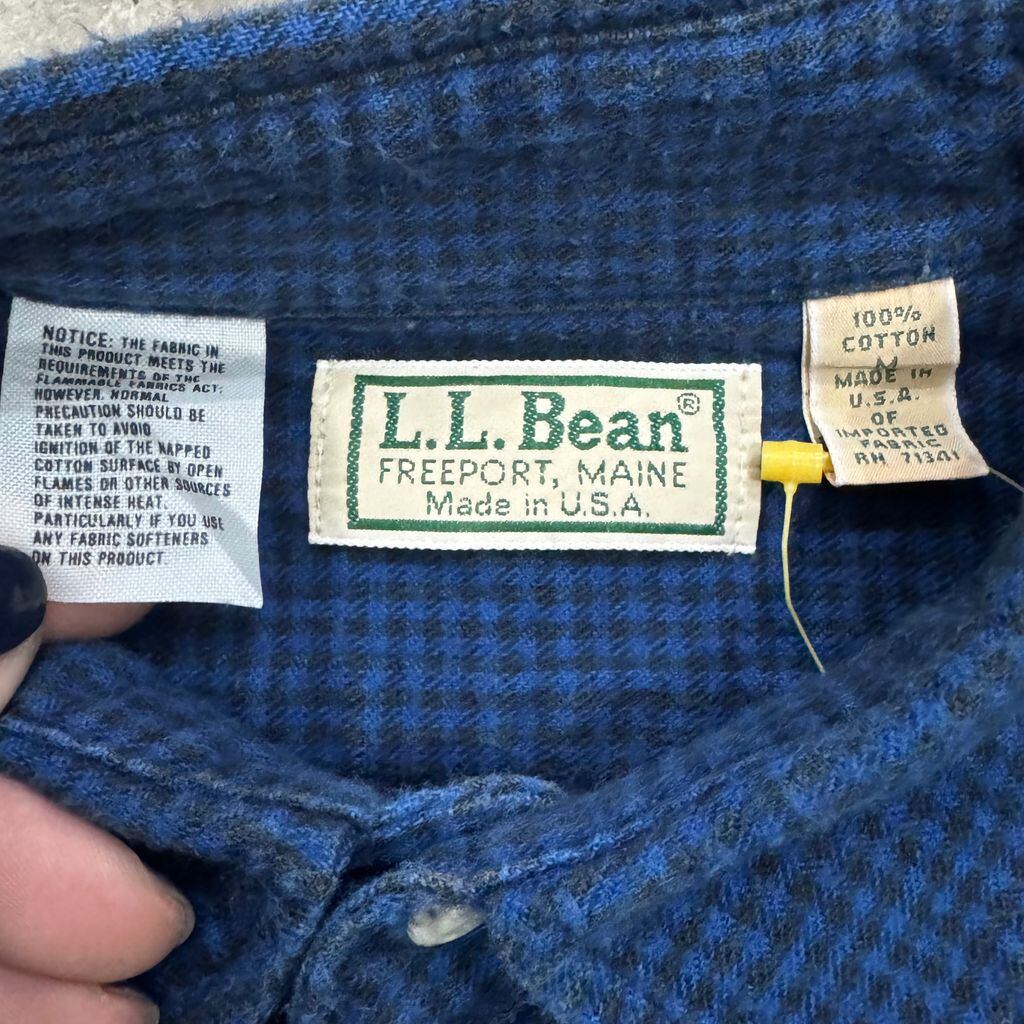 NOTICE: THE FABRIC IN
THIS PRODUCT MEETS THE
REQUIREMENTS OF THE
FLAMMABLE FABRICS ACT;
HOWEVER, NORMAL
PRECAUTION SHOULD BE
TAKEN TO AVOID
IGNITION OF THE NAPPED
COTTON SURFACE BY OPEN
FLAMES OR OTHER SOURCES
OF INTENSE HEAT.
PARTICULARLY IF YOU USE
ANY FABRIC SOFTENERS
ON THIS PRODUCT
L.L.Bean®
FREEPORT, MAINE
Made in U.S.A.
100%
COTTON
M
MADE IN
U.S.A.
OF
IMPORTED
FABRIC
RN 71341